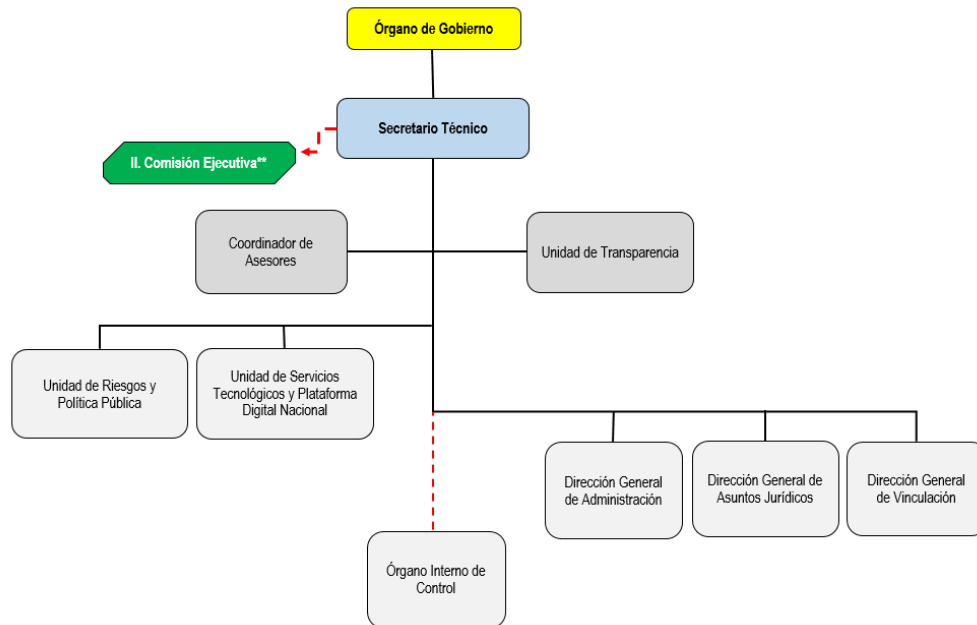 Órgano de Gobierno
Secretario Técnico
II. Comisión Ejecutiva**
Coordinador de
Asesores
Unidad de Transparencia
Unidad de Riesgos y
Política Pública
Unidad de Servicios
Tecnológicos y Plataforma
Digital Nacional
Dirección General
de Administración
Dirección General de
Asuntos Jurídicos
Dirección General
de Vinculación
Órgano Interno de
Control